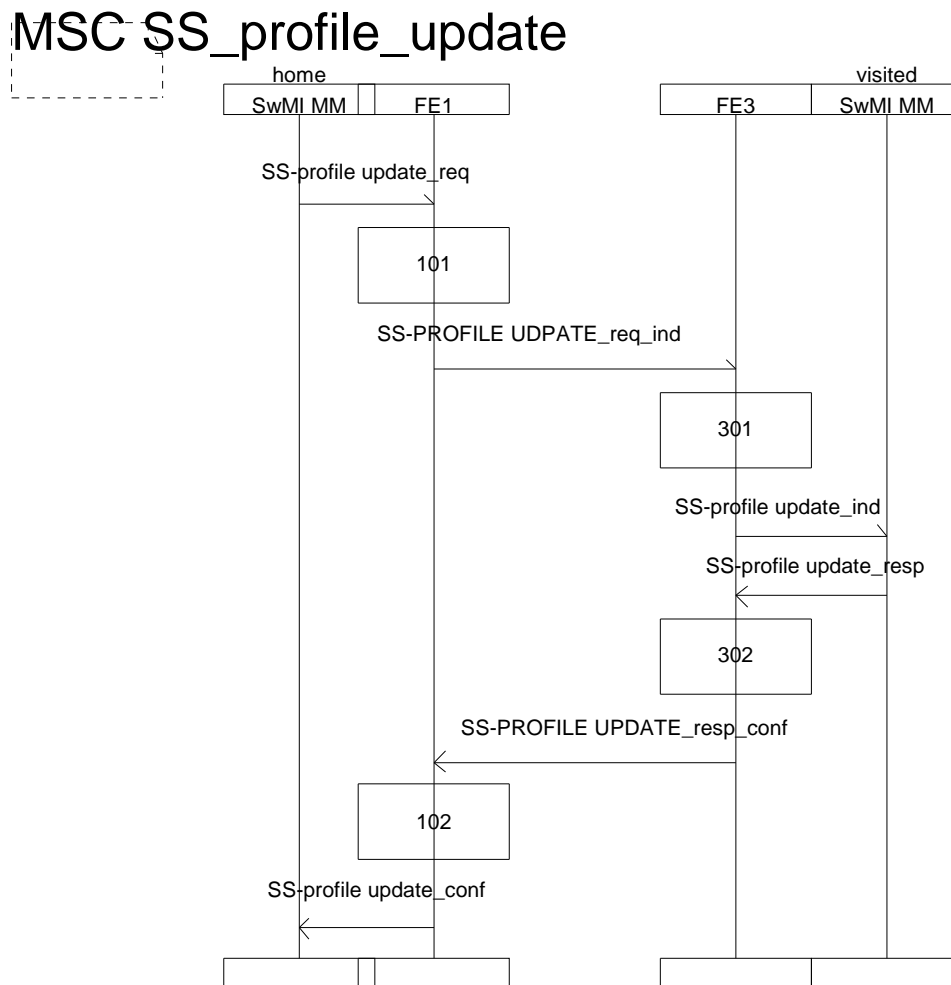 MSC SS_profile_update
home
visited
SwMI MM
FE1
FE3
SwMI MM
SS-profile update_req
101
SS-PROFILE UDPATE_req_ind
301
SS-profile update_ind
SS-profile update_resp
302
SS-PROFILE UPDATE_resp_conf
102
SS-profile update_conf